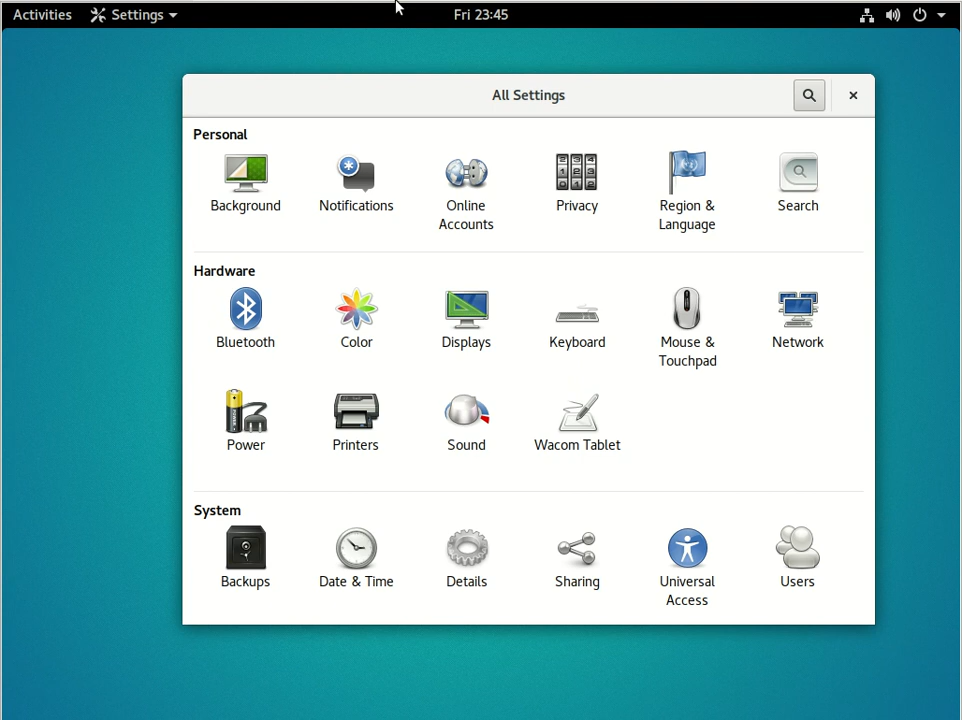 Activities Settings Fri 23:45
All Settings
Personal
Background Notifications Online Accounts Privacy Region & Language Search
Hardware
Bluetooth Color Displays Keyboard Mouse & Touchpad Network
Power Printers Sound Wacom Tablet
System
Backups Date & Time Details Sharing Universal Access Users